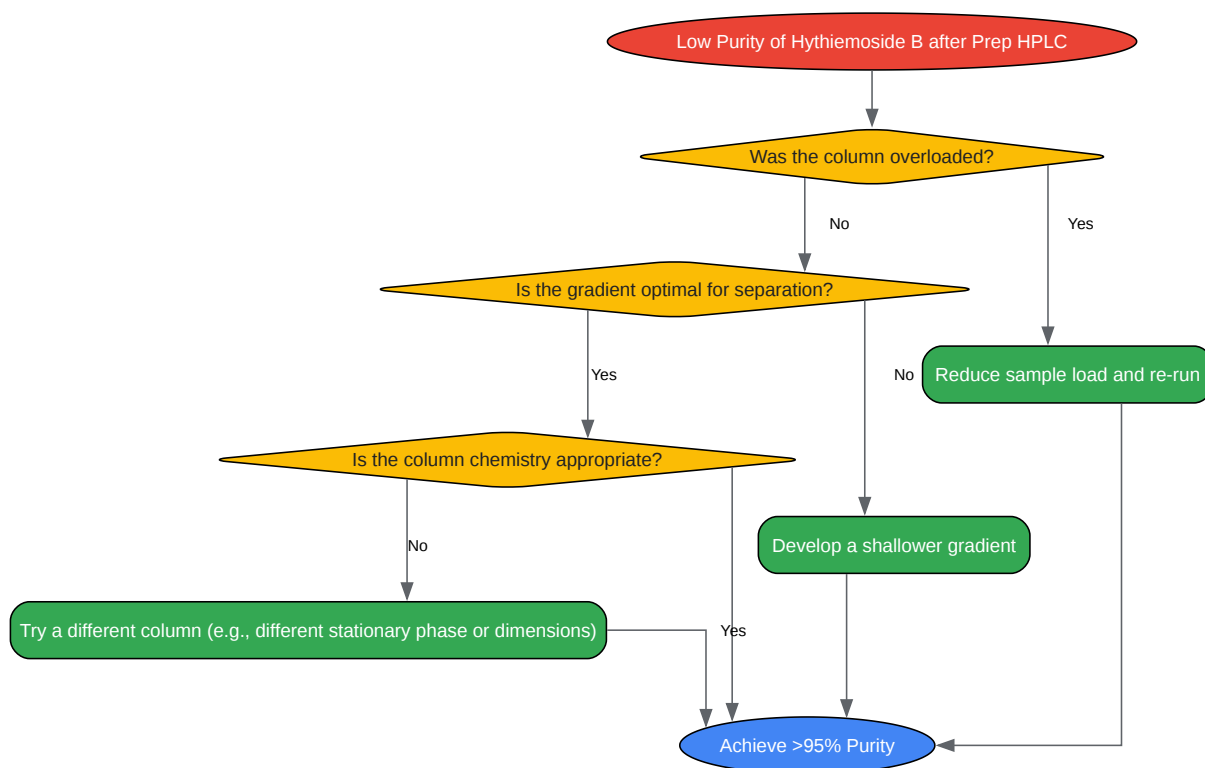 Low Purity of Hythiemoside B after Prep HPLC
Was the column overloaded?
No
Yes
Is the gradient optimal for separation?
Yes
No
Reduce sample load and re-run
Is the column chemistry appropriate?
No
Develop a shallower gradient
Try a different column (e.g., different stationary phase or dimensions)
Yes
Achieve >95% Purity